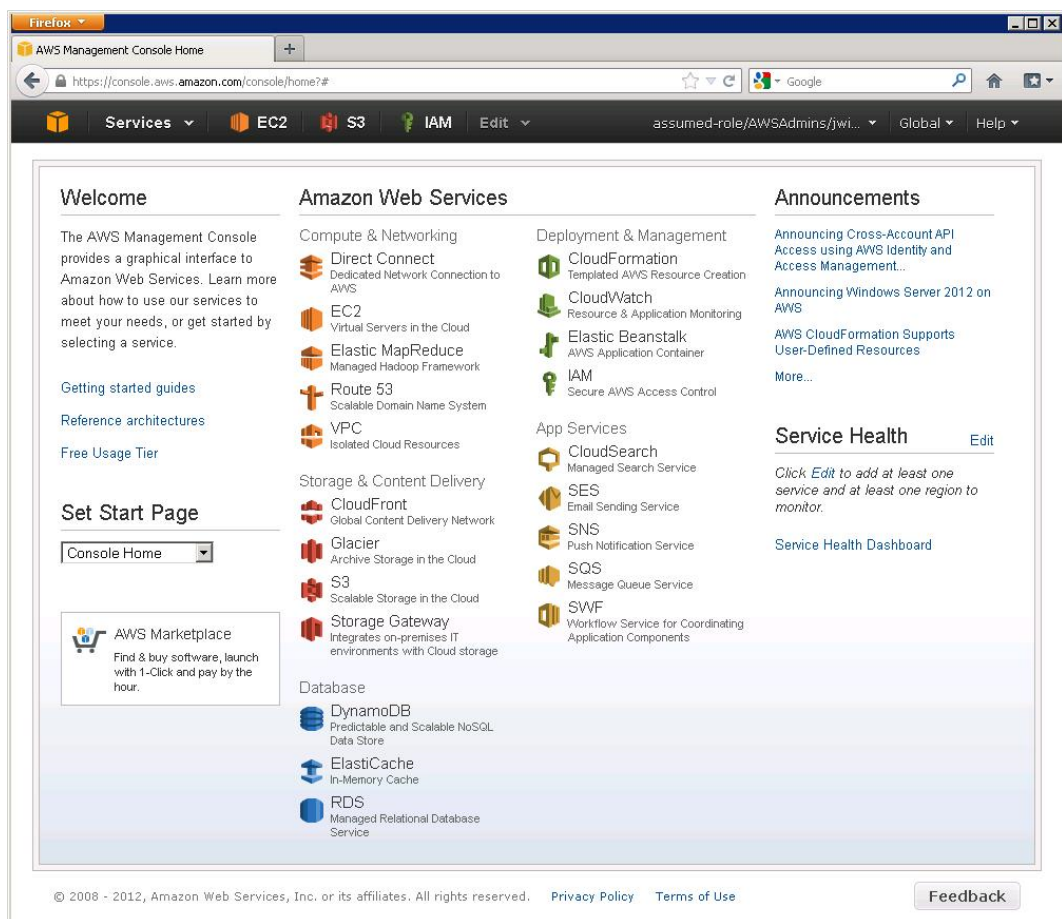 Firefox
AWS Management Console Home
https://console.aws.amazon.com/console/home?#
Google
Services
EC2
S3
IAM
Edit
assumed-role/AWSAdmins/jwi...
Global
Help
Welcome
The AWS Management Console
provides a graphical interface to
Amazon Web Services. Learn more
about how to use our services to
meet your needs, or get started by
selecting a service.
Getting started guides
Reference architectures
Free Usage Tier
Set Start Page
Console Home
AWS Marketplace
Find & buy software, launch
with 1-Click and pay by the
hour.
Amazon Web Services
Compute & Networking
Direct Connect
Dedicated Network Connection to
AWS
EC2
Virtual Servers in the Cloud
Elastic MapReduce
Managed Hadoop Framework
Route 53
Scalable Domain Name System
VPC
Isolated Cloud Resources
Storage & Content Delivery
CloudFront
Global Content Delivery Network
Glacier
Archive Storage in the Cloud
S3
Scalable Storage in the Cloud
Storage Gateway
Integrates on-premises IT
environments with Cloud storage
Database
DynamoDB
Predictable and Scalable NoSQL
Data Store
ElastiCache
In-Memory Cache
RDS
Managed Relational Database
Service
Deployment & Management
CloudFormation
Templated AWS Resource Creation
CloudWatch
Resource & Application Monitoring
Elastic Beanstalk
AWS Application Container
IAM
Secure AWS Access Control
App Services
CloudSearch
Managed Search Service
SES
Email Sending Service
SNS
Push Notification Service
SQS
Message Queue Service
SWF
Workflow Service for Coordinating
Application Components
Announcements
Announcing Cross-Account API
Access using AWS Identity and
Access Management...
Announcing Windows Server 2012 on
AWS
AWS CloudFormation Supports
User-Defined Resources
More...
Service Health
Edit
Click Edit to add at least one
service and at least one region to
monitor.
Service Health Dashboard
© 2008 - 2012, Amazon Web Services, Inc. or its affiliates. All rights reserved.
Privacy Policy
Terms of Use
Feedback